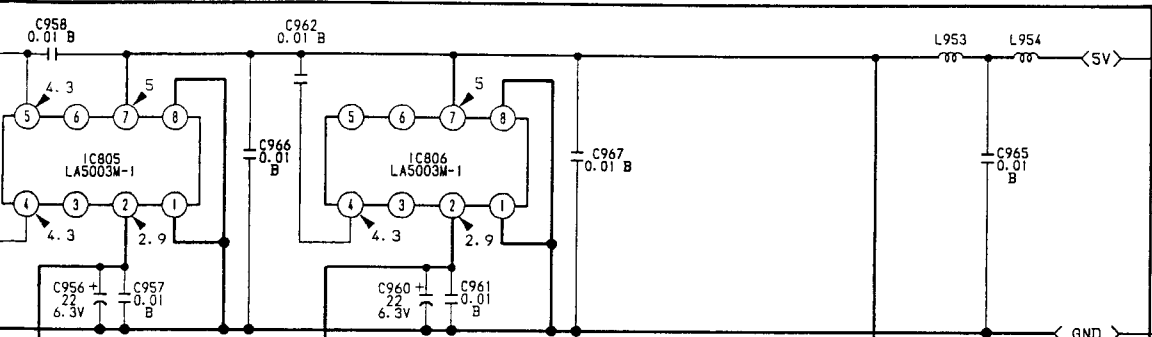 C958
0.01 B
C962
0.01 B
L953
L954
5V
4.3
5
5
5
6
7
8
5
6
7
8
IC805
LA5003M-1
C966
0.01
B
IC806
LA5003M-1
C967
0.01 B
C965
0.01
B
4
3
2
1
4
3
2
1
4.3
2.9
4.3
2.9
C956 +
22
6.3V
C957
0.01
B
C960 +
22
6.3V
C961
0.01
B
GND